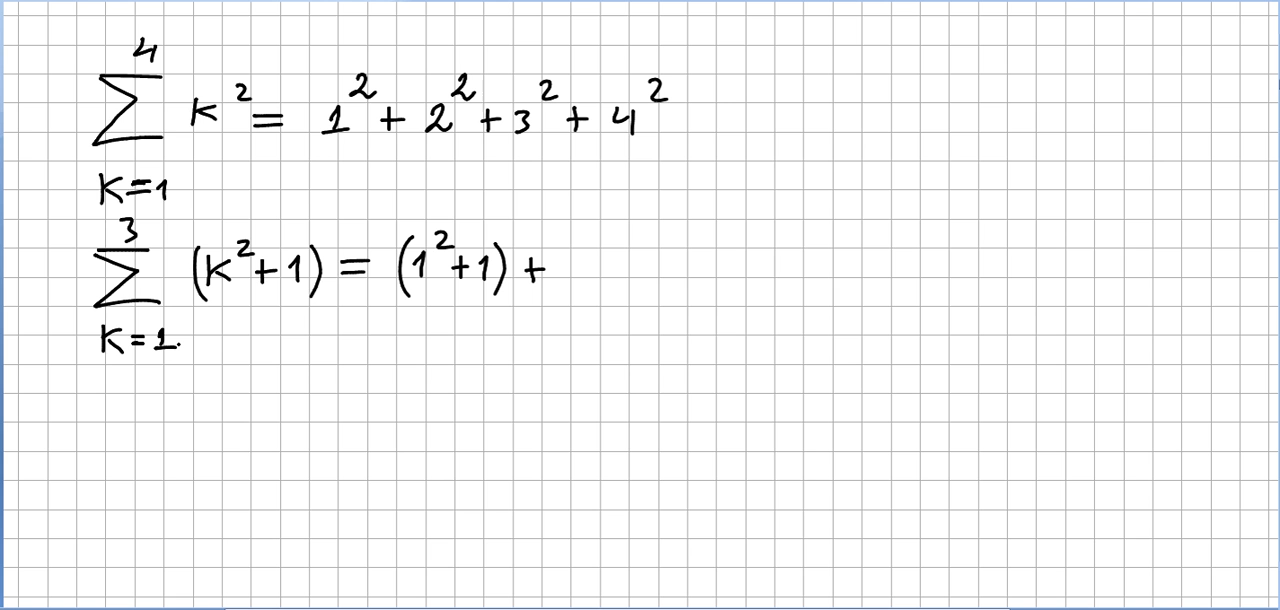 4
∑ K² = 1² + 2² + 3² + 4²
K=1
3
∑ (K²+1) = (1²+1) +
K=1.